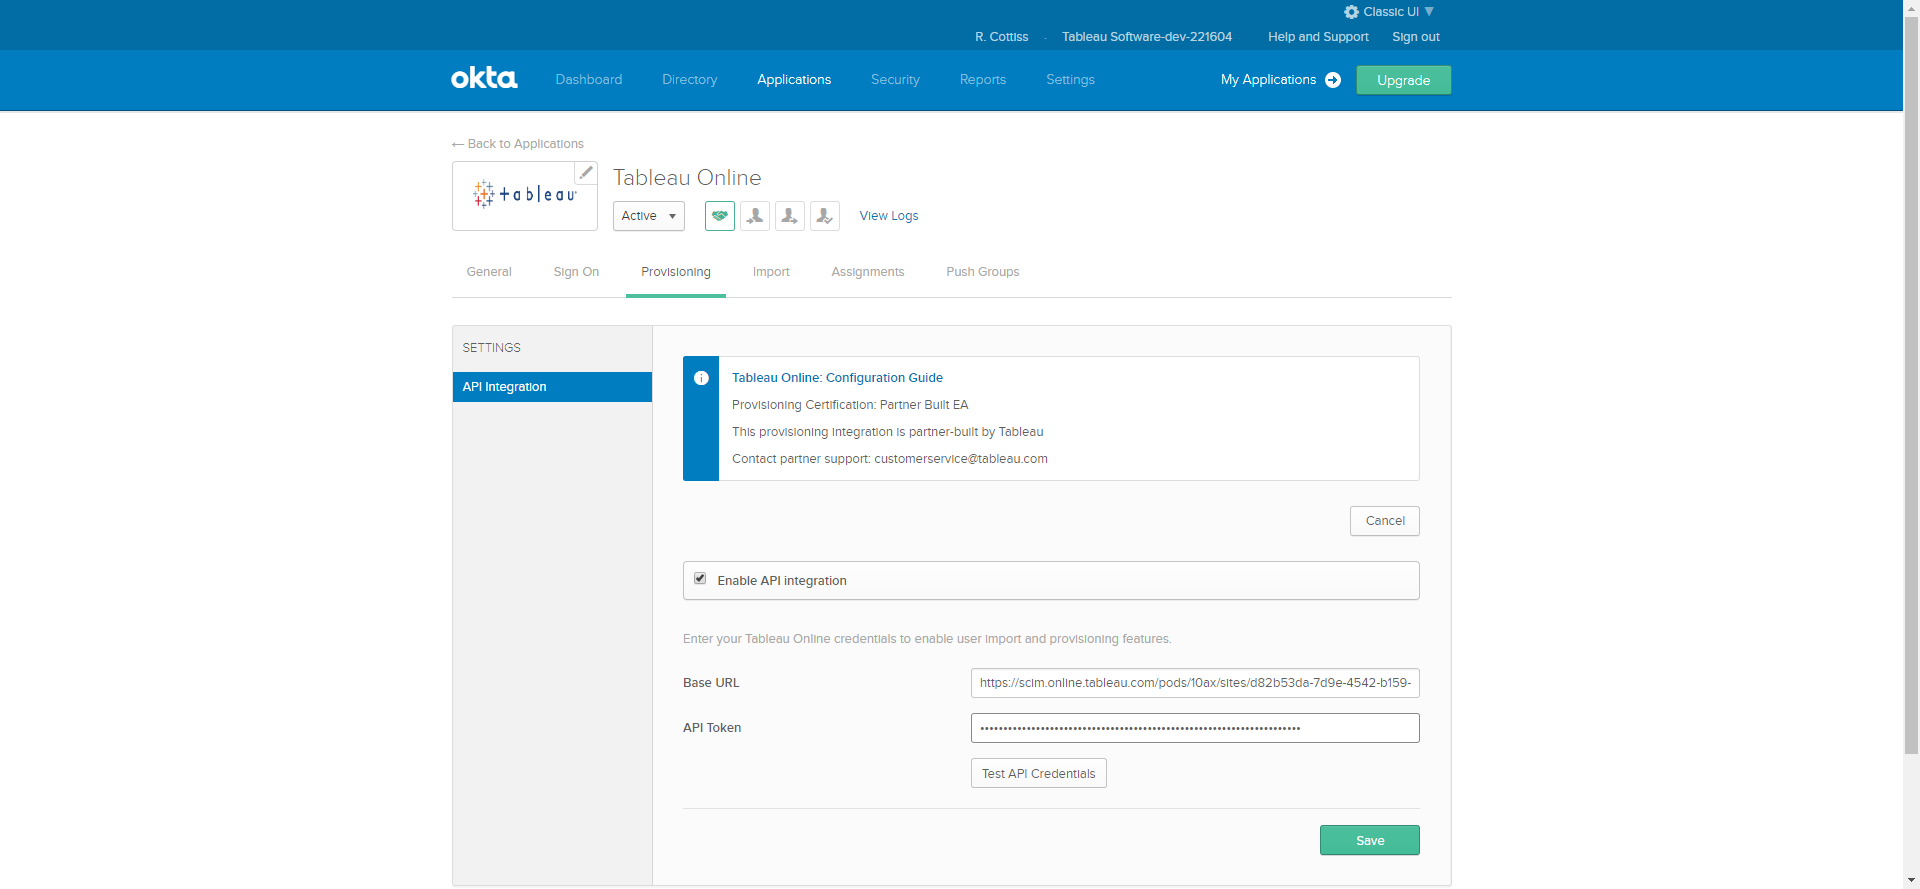 Classic UI
R. Cottiss · Tableau Software-dev-221604 Help and Support Sign out
okta Dashboard Directory Applications Security Reports Settings My Applications Upgrade
← Back to Applications
+tableau
Tableau Online
Active View Logs
General Sign On Provisioning Import Assignments Push Groups
SETTINGS
API Integration
Tableau Online: Configuration Guide
Provisioning Certification: Partner Built EA
This provisioning integration is partner-built by Tableau
Contact partner support: customerservice@tableau.com
Cancel
Enable API integration
Enter your Tableau Online credentials to enable user import and provisioning features.
Base URL https://scim.online.tableau.com/pods/10ax/sites/d82b53da-7d9e-4542-b159-
API Token
Test API Credentials
Save